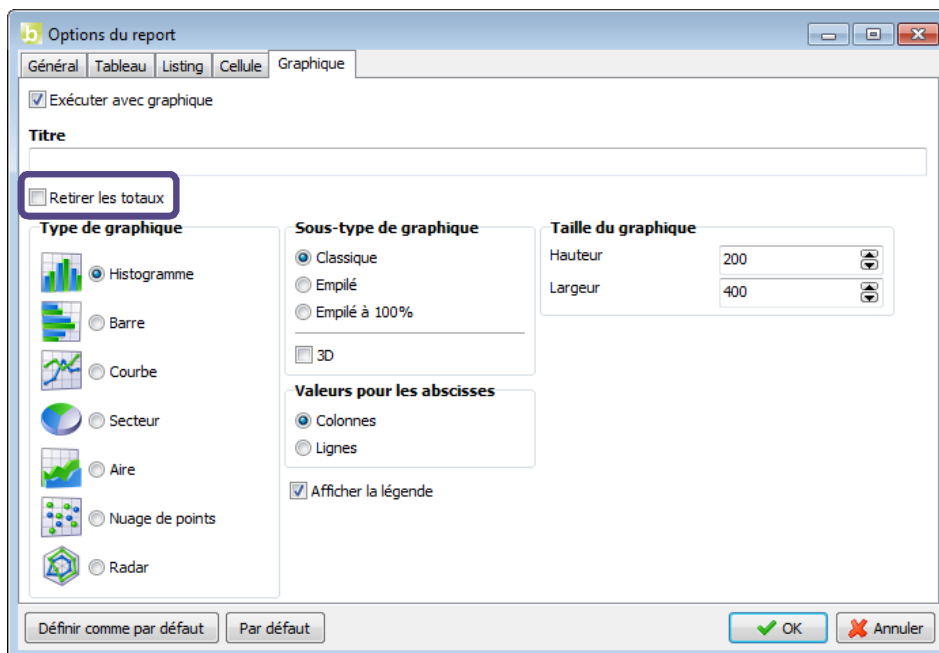 Options du report
Général Tableau Listing Cellule Graphique
Exécuter avec graphique
Titre
Retirer les totaux
Type de graphique
Histogramme
Barre
Courbe
Secteur
Aire
Nuage de points
Radar
Sous-type de graphique
Classique
Empilé
Empilé à 100%
3D
Valeurs pour les abscisses
Colonnes
Lignes
Afficher la légende
Taille du graphique
Hauteur 200
Largeur 400
Définir comme par défaut Par défaut OK Annuler